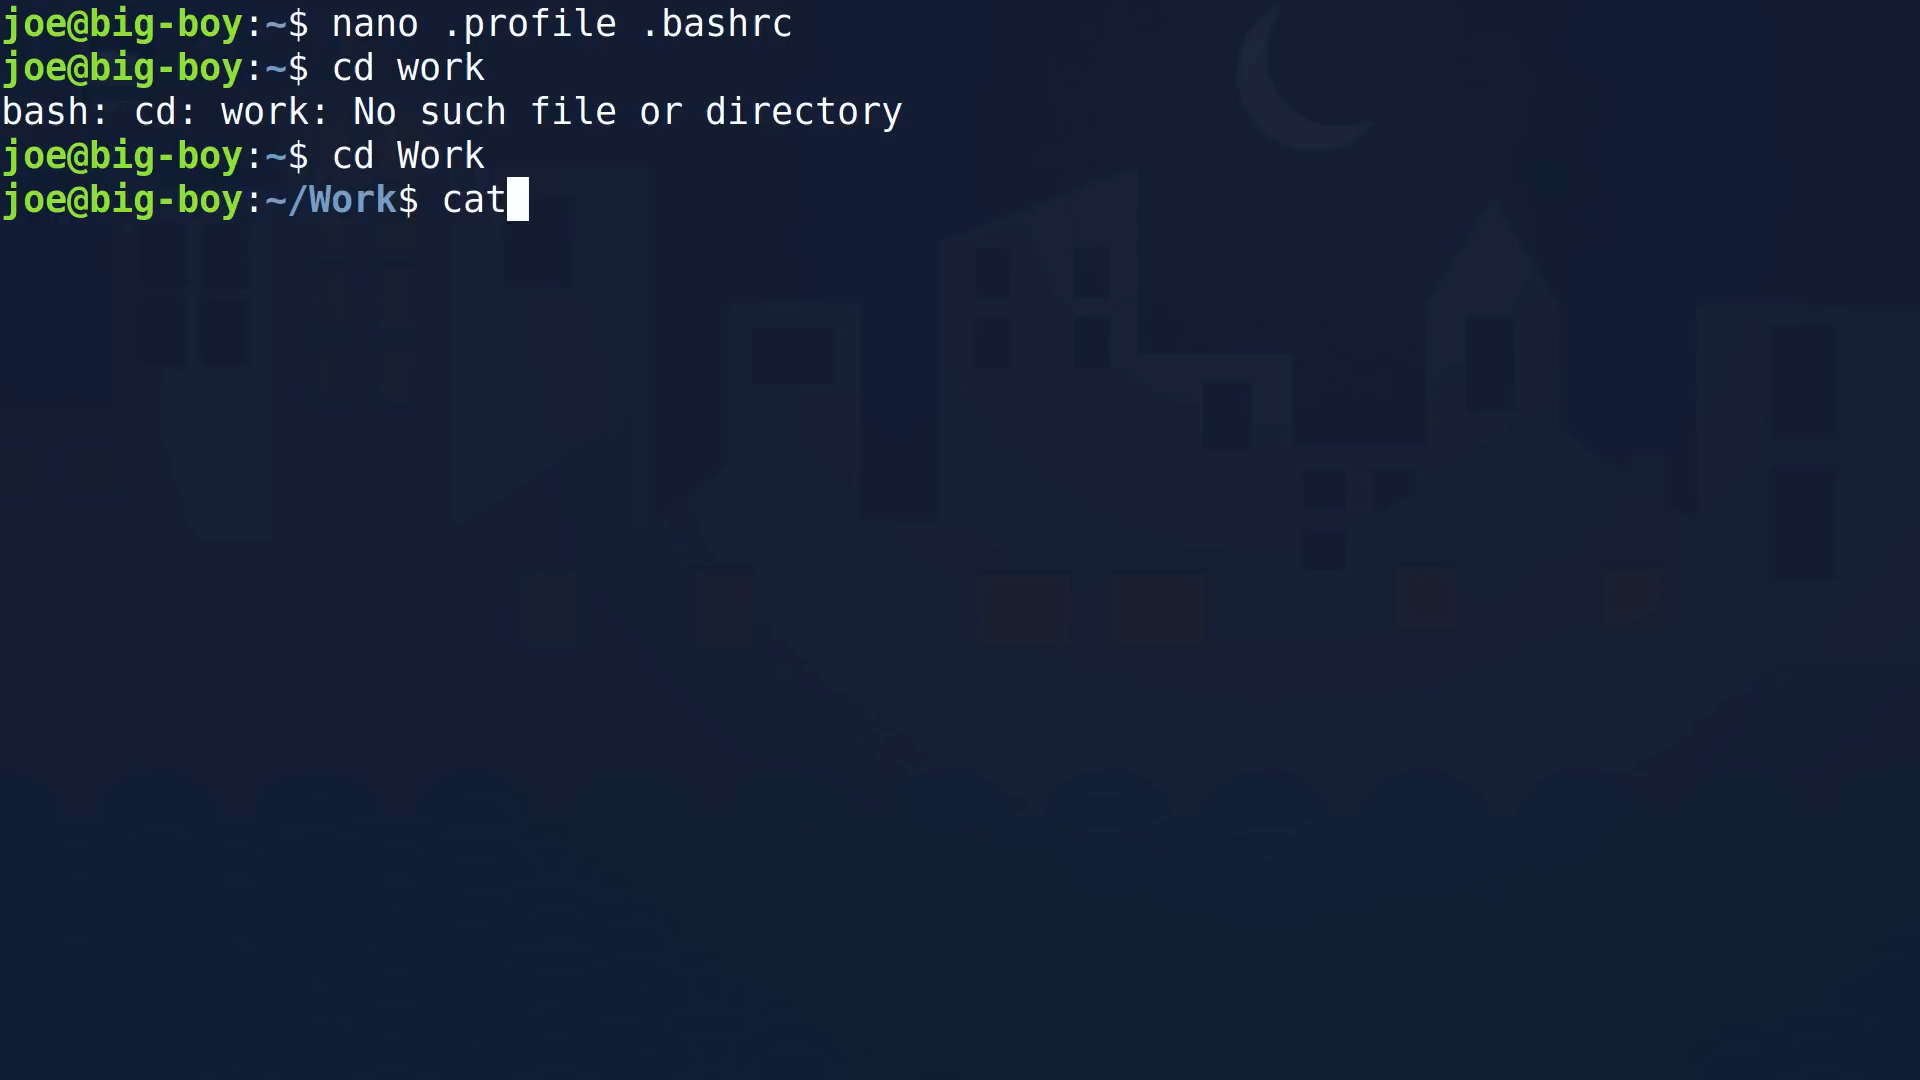 joe@big-boy:~$ nano .profile .bashrc
joe@big-boy:~$ cd work
bash: cd: work: No such file or directory
joe@big-boy:~$ cd Work
joe@big-boy:~/Work$ cat